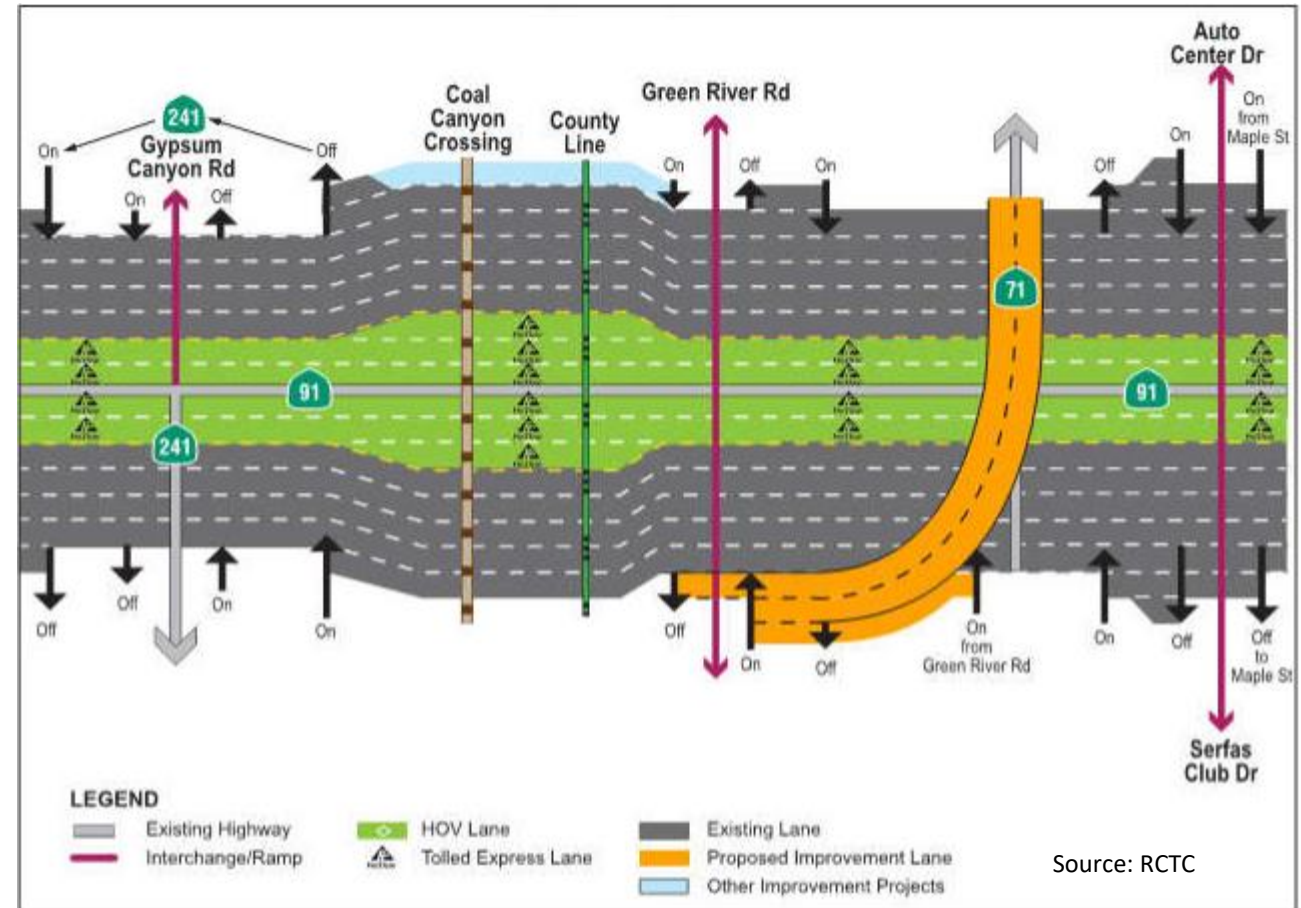 Auto
Center Dr
Coal
Canyon
Crossing
County
Line
Green River Rd
241
Gypsum
Canyon Rd
On
Off
On
Off
On
Off
On
Off
On
On
from
Maple St
71
91
91
241
Off
Off
On
On
Off
On
Off
On
from
Green River Rd
On
Off
Off
to
Maple St
Serfas
Club Dr
LEGEND
Existing Highway
Interchange/Ramp
HOV Lane
Tolled Express Lane
Existing Lane
Proposed Improvement Lane
Other Improvement Projects
Source: RCTC